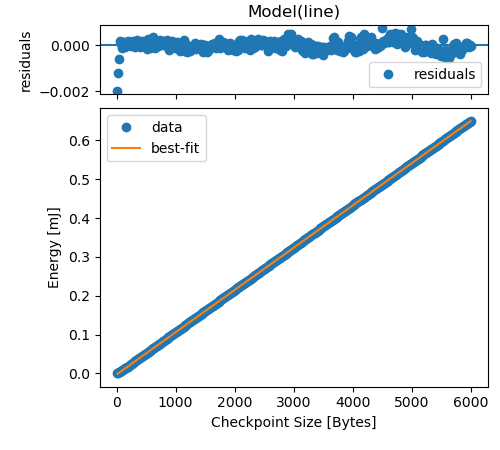 Model(line)
residuals
0.000
−0.002
residuals
data
best-fit
Energy [mJ]
0.6
0.5
0.4
0.3
0.2
0.1
0.0
0 1000 2000 3000 4000 5000 6000
Checkpoint Size [Bytes]